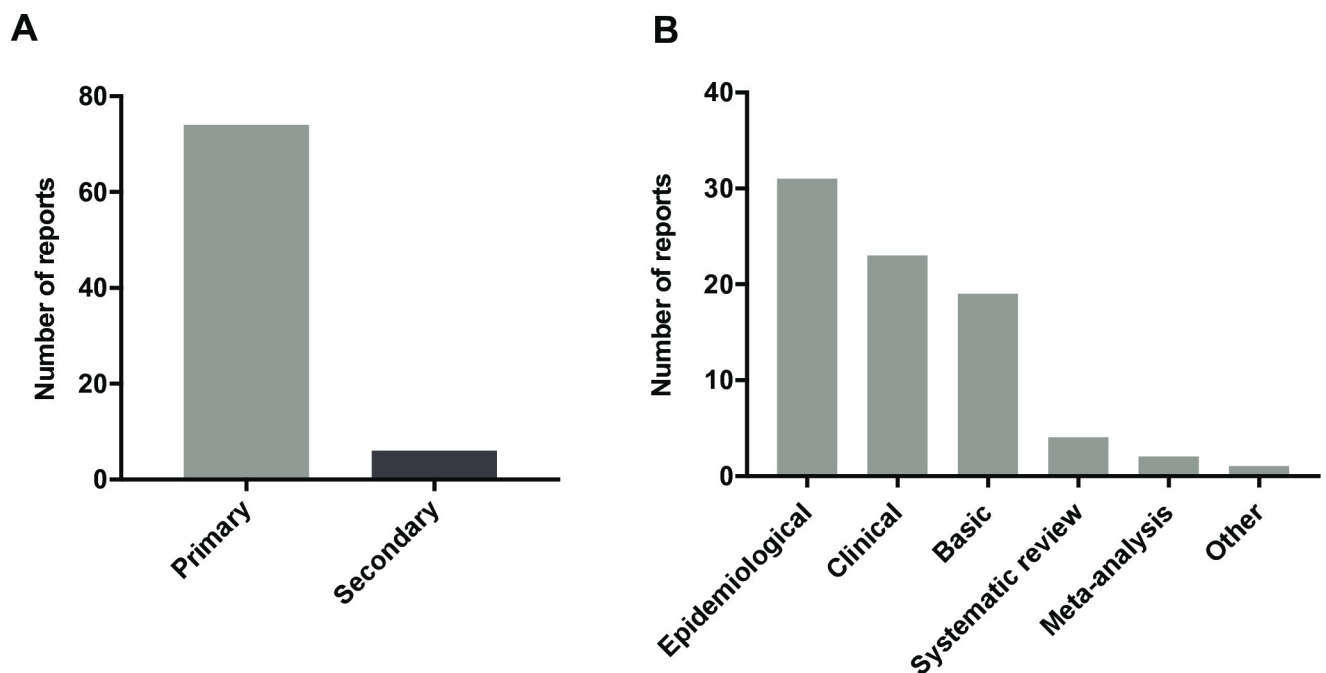 A
Number of reports
80
60
40
20
0
Primary
Secondary
B
Number of reports
40
30
20
10
0
Epidemiological
Clinical
Basic
Systematic review
Meta-analysis
Other